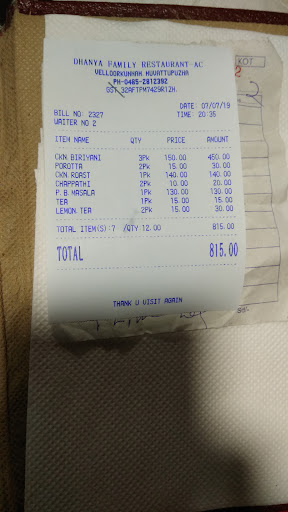 DHANYA FAMILY RESTAURANT-AC
VELLOORKUNNAM, MUVATTUPUZHA
PH-0485-2812392
GST 32AFTPM7429R1ZH.
DATE: 07/07/19
BILL NO: 2327 TIME: 20:35
WAITER NO 2
ITEM NAME QTY PRICE AMOUNT
CKN BIRIYANI 3Pk 150.00 450.00
POROTTA 2Pk 15.00 30.00
CKN ROAST 1Pk 140.00 140.00
CHAPPATHI 2Pk 10.00 20.00
P. B MASALA 1Pk 130.00 130.00
TEA 1Pk 15.00 15.00
LEMON TEA 2Pk 15.00 30.00
TOTAL ITEM(S) 7 /QTY 12.00 815.00
TOTAL 815.00
THANK U VISIT AGAIN
KOT
2